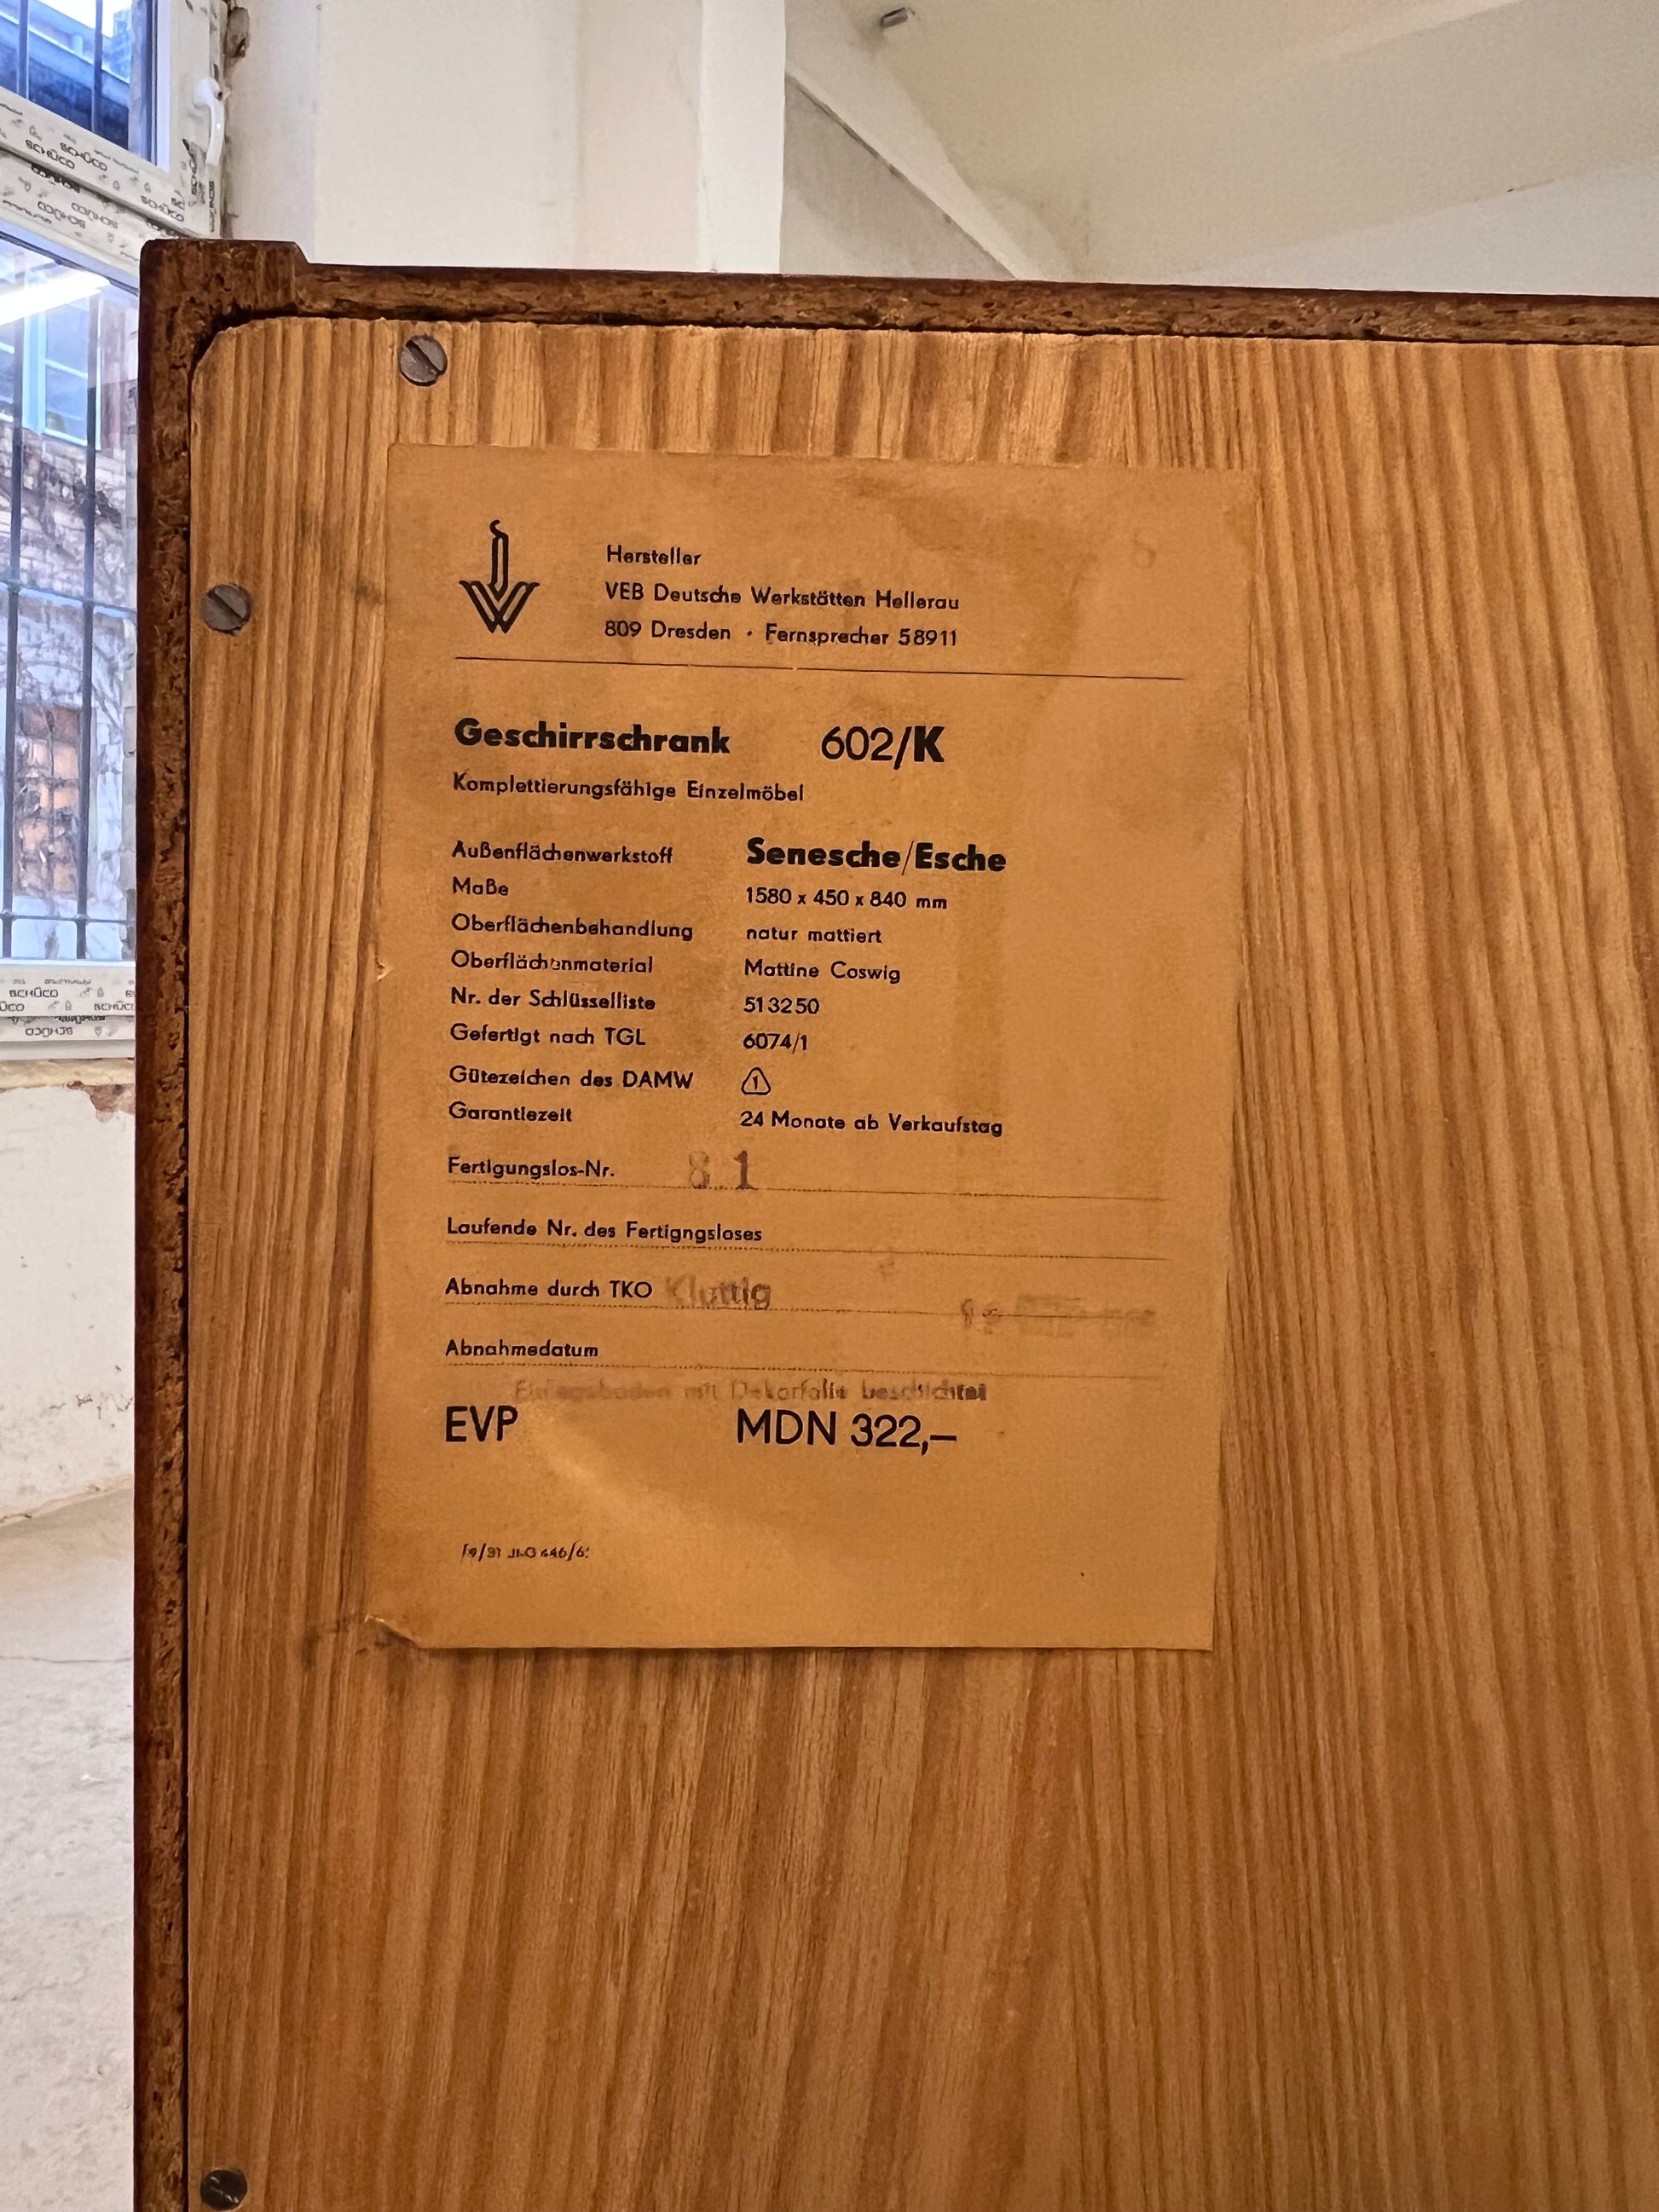 SCHÜCO
Hersteller
VEB Deutsche Werkstätten Hellerau
809 Dresden · Fernsprecher 58911
Geschirrschrank 602/K
Komplettierungsfähige Einzelmöbel
Außenflächenwerkstoff Senesche/Esche
Maße 1580 x 450 x 840 mm
Oberflächenbehandlung natur mattiert
Oberflächenmaterial Mattine Coswig
Nr. der Schlüsselliste 513250
Gefertigt nach TGL 6074/1
Gütezeichen des DAMW 1
Garantiezeit 24 Monate ab Verkaufstag
Fertigungslos-Nr. 81
Laufende Nr. des Fertigngsloses
Abnahme durch TKO Kluttig
Abnahmedatum
mit Dekorfolie beschichtet
EVP MDN 322,–